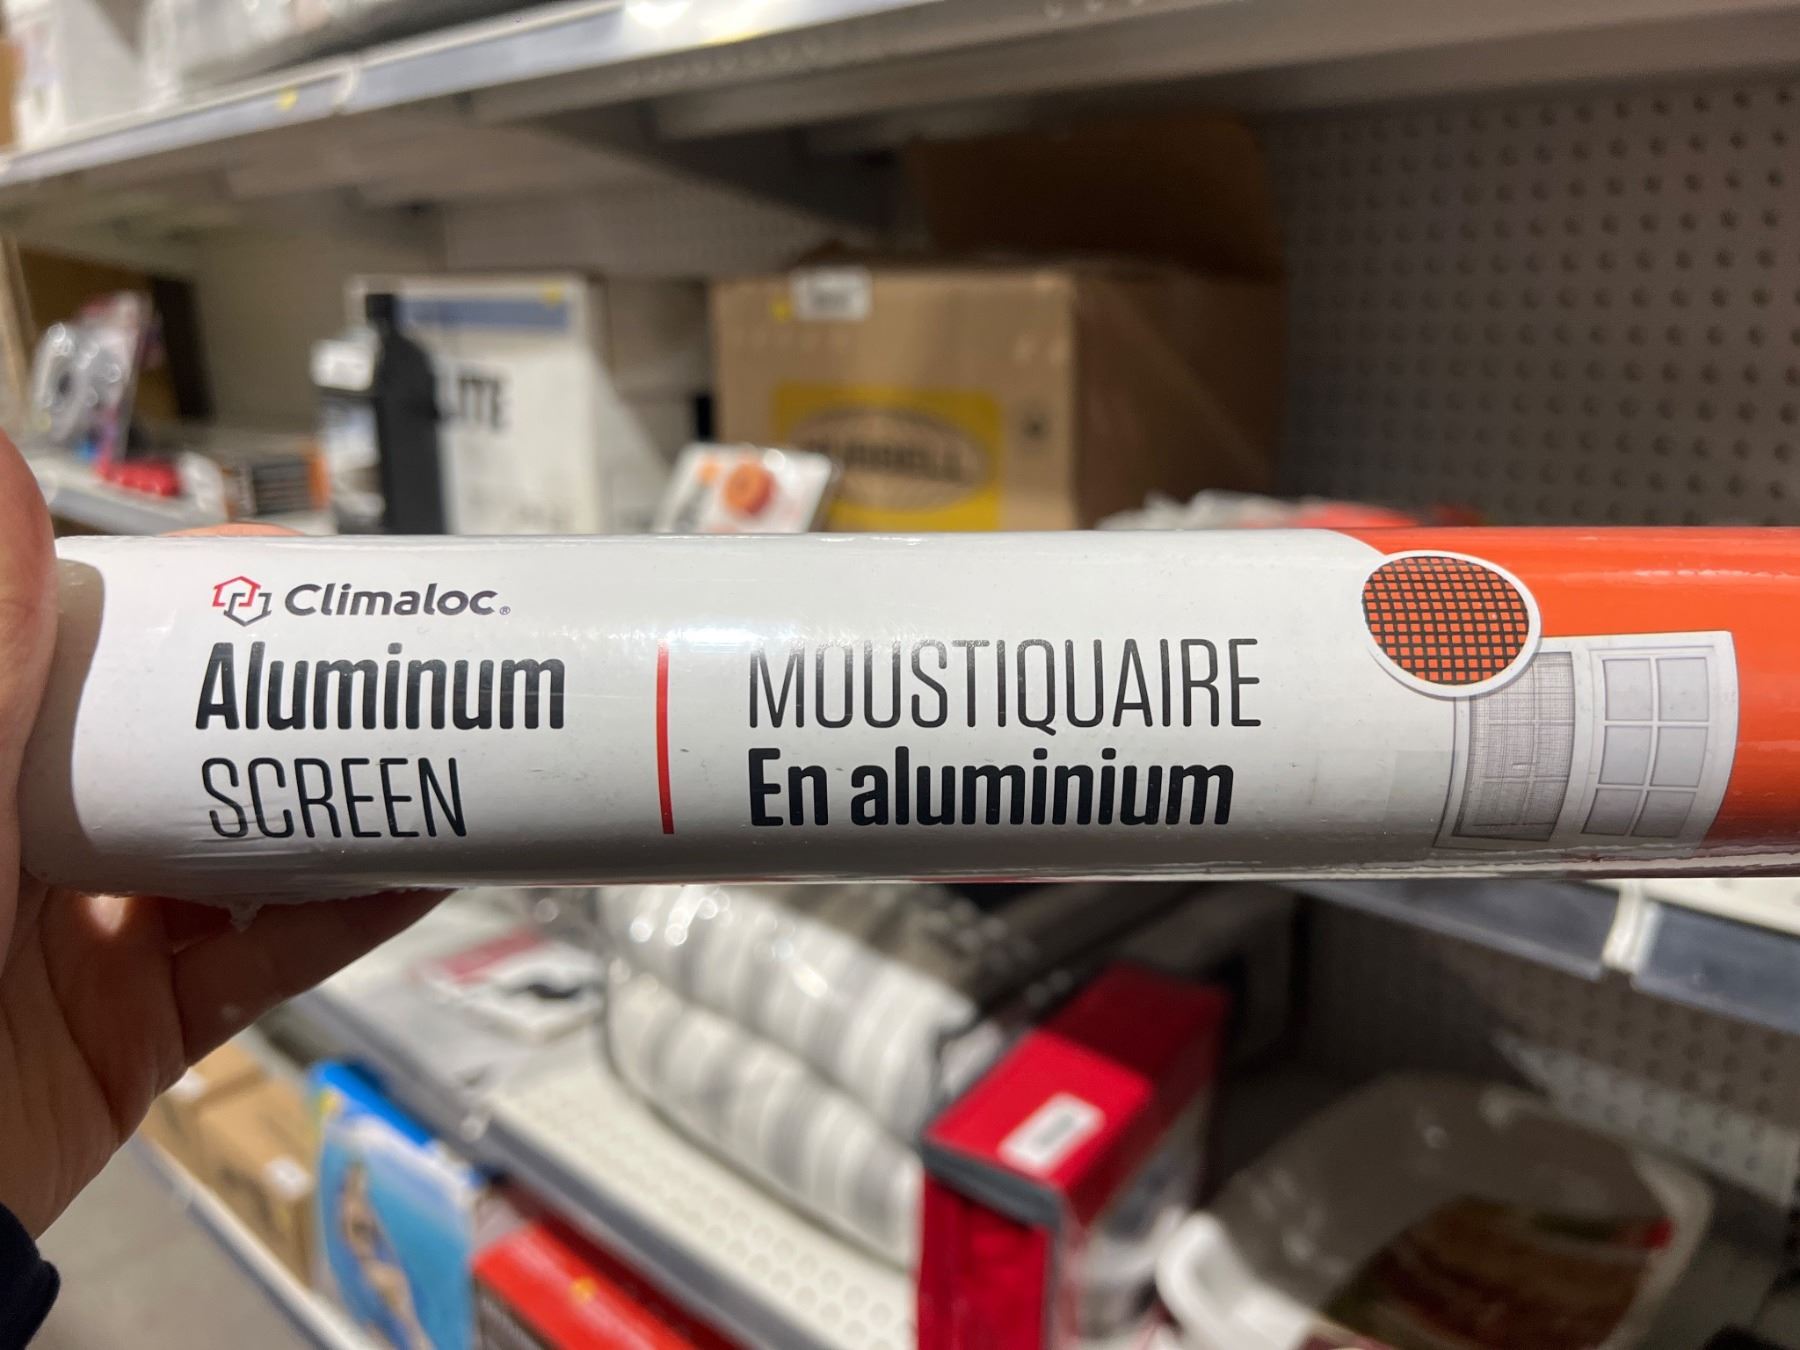 Climaloc®
Aluminum
SCREEN
MOUSTIQUAIRE
En aluminium